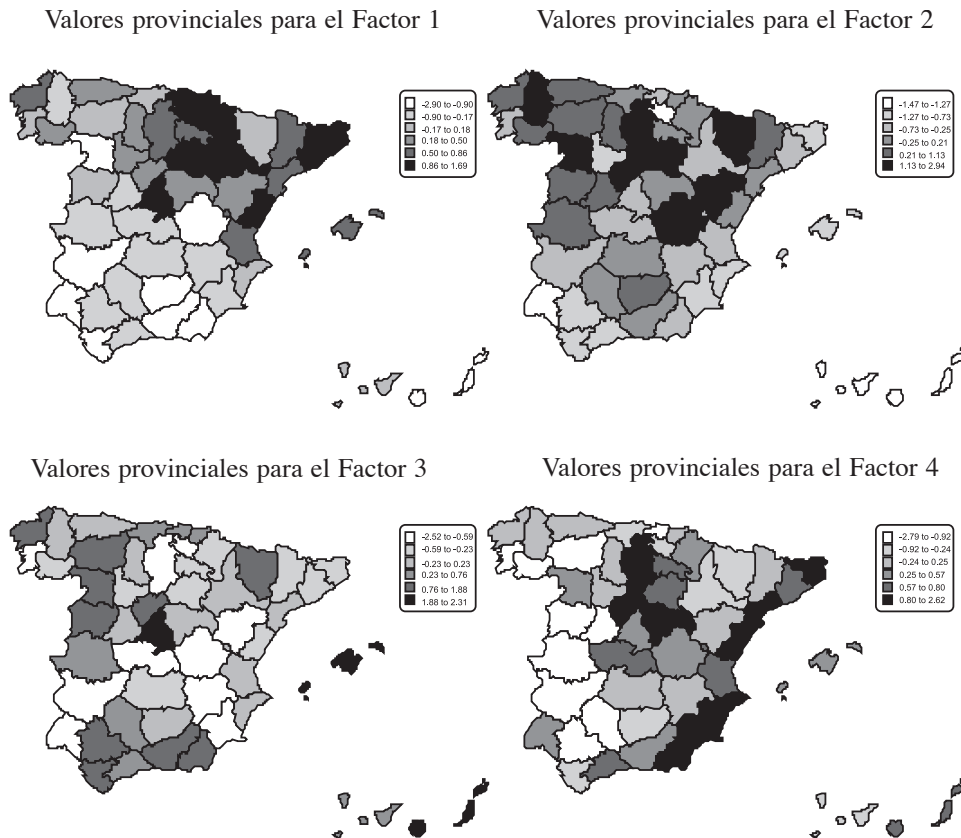 Valores provinciales para el Factor 1
-2.90 to -0.90
-0.90 to -0.17
-0.17 to 0.18
0.18 to 0.50
0.50 to 0.86
0.86 to 1.69
Valores provinciales para el Factor 2
-1.47 to -1.27
-1.27 to -0.73
-0.73 to -0.25
-0.25 to 0.21
0.21 to 1.13
1.13 to 2.94
Valores provinciales para el Factor 3
-2.52 to -0.59
-0.59 to -0.23
-0.23 to 0.23
0.23 to 0.76
0.76 to 1.88
1.88 to 2.31
Valores provinciales para el Factor 4
-2.79 to -0.92
-0.92 to -0.24
-0.24 to 0.25
0.25 to 0.57
0.57 to 0.80
0.80 to 2.62